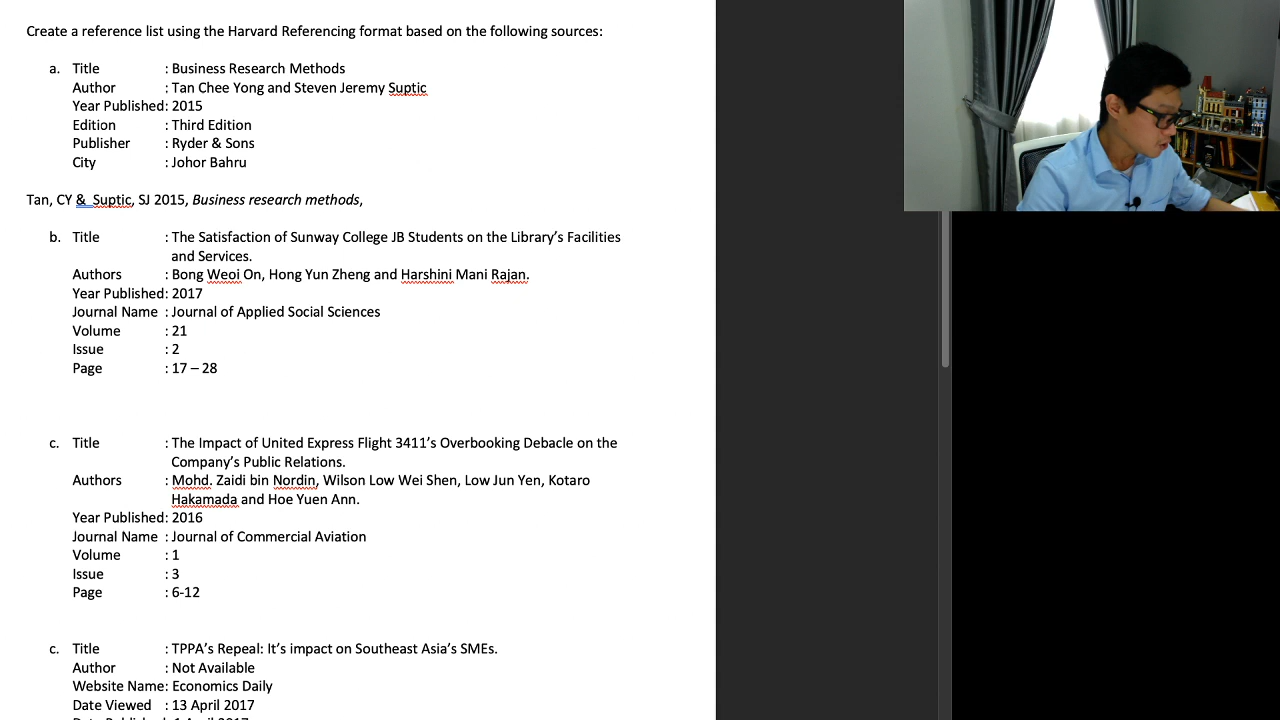 Create a reference list using the Harvard Referencing format based on the following sources:
a. Title : Business Research Methods
Author : Tan Chee Yong and Steven Jeremy Suptic
Year Published: 2015
Edition : Third Edition
Publisher : Ryder & Sons
City : Johor Bahru
Tan, CY & Suptic, SJ 2015, Business research methods,
b. Title : The Satisfaction of Sunway College JB Students on the Library's Facilities
and Services.
Authors : Bong Weoi On, Hong Yun Zheng and Harshini Mani Rajan.
Year Published: 2017
Journal Name : Journal of Applied Social Sciences
Volume : 21
Issue : 2
Page : 17 – 28
c. Title : The Impact of United Express Flight 3411's Overbooking Debacle on the
Company's Public Relations.
Authors : Mohd. Zaidi bin Nordin, Wilson Low Wei Shen, Low Jun Yen, Kotaro
Hakamada and Hoe Yuen Ann.
Year Published: 2016
Journal Name : Journal of Commercial Aviation
Volume : 1
Issue : 3
Page : 6-12
c. Title : TPPA's Repeal: It's impact on Southeast Asia's SMEs.
Author : Not Available
Website Name: Economics Daily
Date Viewed : 13 April 2017